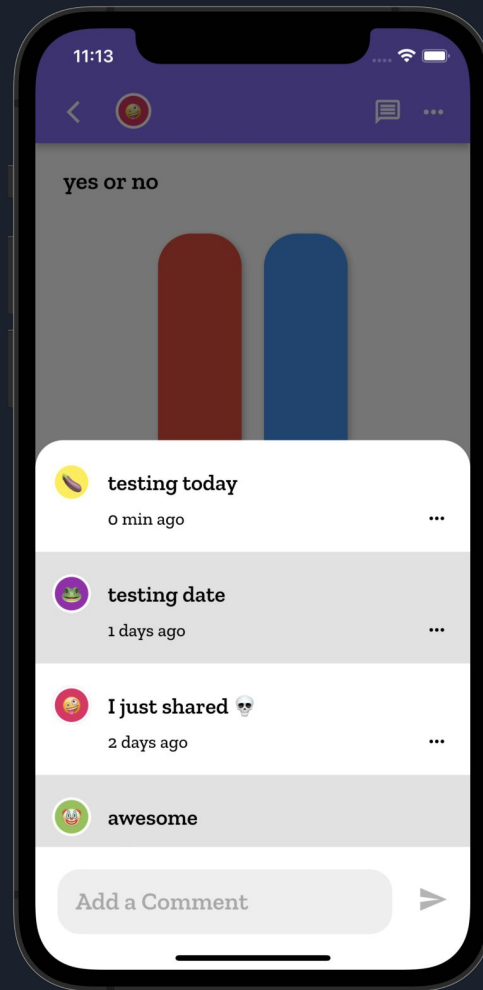 11:13
yes or no
testing today
0 min ago
testing date
1 days ago
I just shared 💀
2 days ago
awesome
Add a Comment